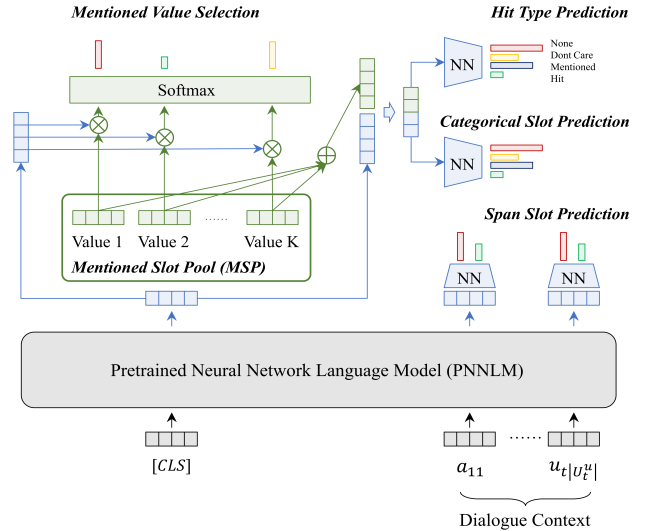 Mentioned Value Selection
Hit Type Prediction
None
Dont Care
Mentioned
Hit
NN
Softmax
Categorical Slot Prediction
NN
Span Slot Prediction
Value 1 Value 2 ...... Value K
Mentioned Slot Pool (MSP)
NN NN
Pretrained Neural Network Language Model (PNNLM)
[CLS] a₁₁ ...... u_{t|U_t^u|}
Dialogue Context